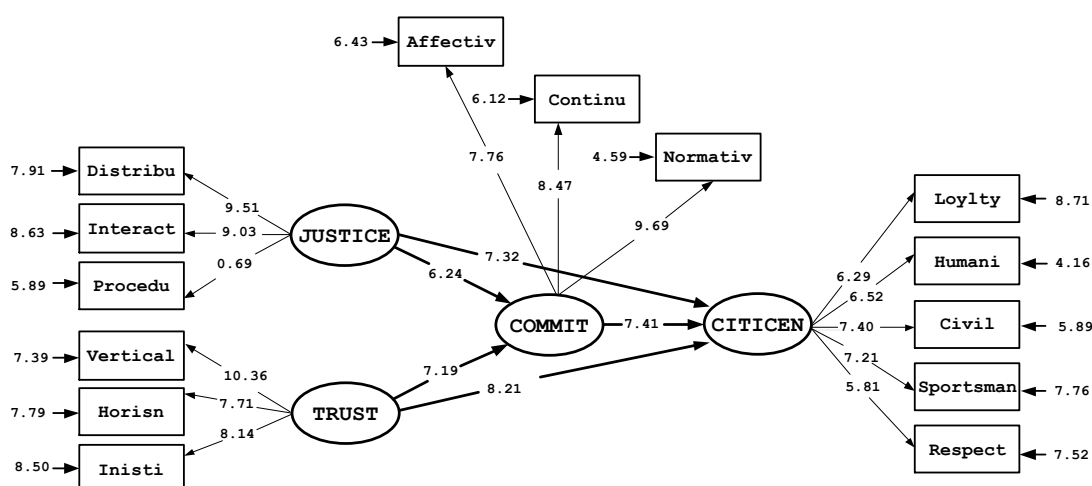 6.43
Affectiv
6.12
Continu
4.59
Normativ
7.76
8.47
9.69
7.91
Distribu
8.63
Interact
5.89
Procedu
9.51
9.03
0.69
JUSTICE
7.32
6.24
7.39
Vertical
7.79
Horisn
8.50
Inisti
10.36
7.71
8.14
TRUST
7.19
8.21
COMMIT
7.41
CITICEN
6.29
6.52
7.40
7.21
5.81
Loylty
8.71
Humani
4.16
Civil
5.89
Sportsman
7.76
Respect
7.52